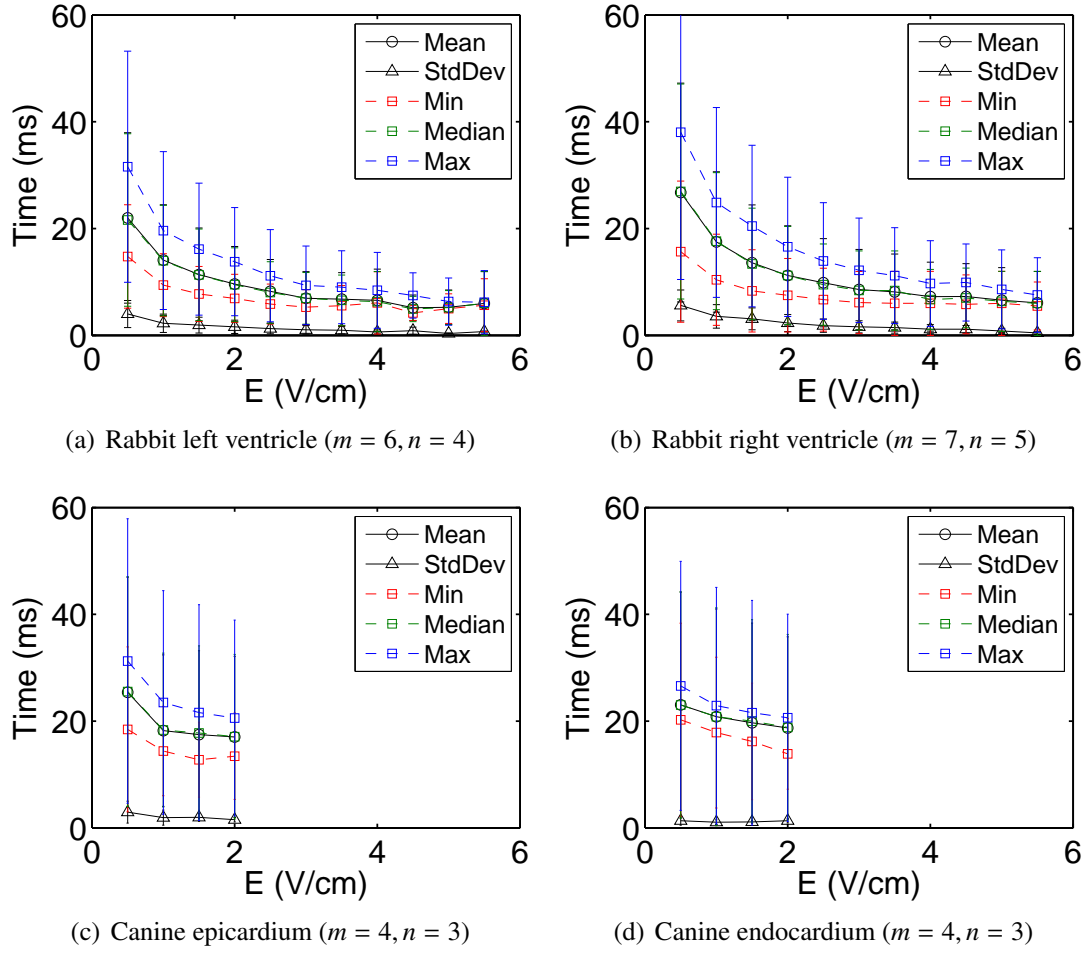 60
40
20
0
Time (ms)
0
2
4
6
E (V/cm)
Mean
StdDev
Min
Median
Max
(a) Rabbit left ventricle (m = 6, n = 4)
60
40
20
0
Time (ms)
0
2
4
6
E (V/cm)
Mean
StdDev
Min
Median
Max
(b) Rabbit right ventricle (m = 7, n = 5)
60
40
20
0
Time (ms)
0
2
4
6
E (V/cm)
Mean
StdDev
Min
Median
Max
(c) Canine epicardium (m = 4, n = 3)
60
40
20
0
Time (ms)
0
2
4
6
E (V/cm)
Mean
StdDev
Min
Median
Max
(d) Canine endocardium (m = 4, n = 3)